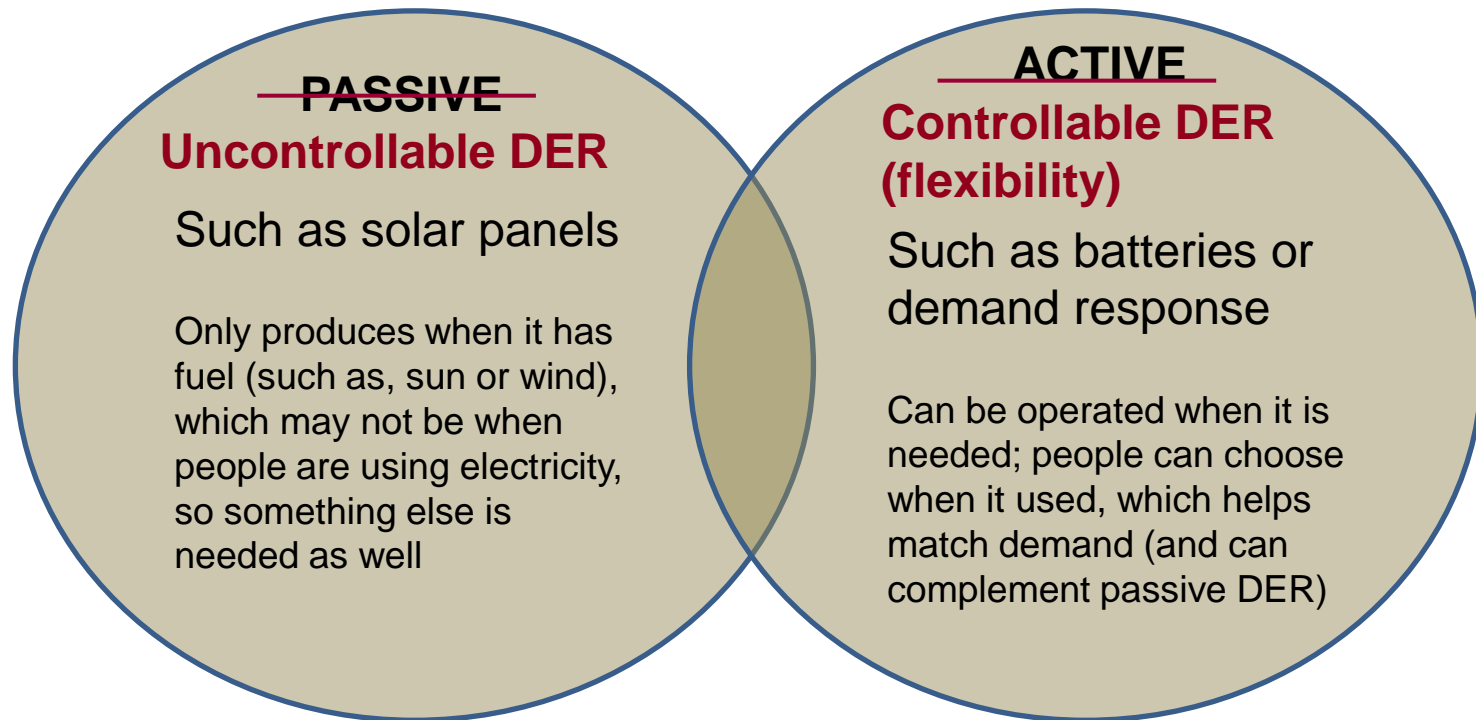 PASSIVE
Uncontrollable DER
Such as solar panels
Only produces when it has
fuel (such as, sun or wind),
which may not be when
people are using electricity,
so something else is
needed as well
ACTIVE
Controllable DER
(flexibility)
Such as batteries or
demand response
Can be operated when it is
needed; people can choose
when it used, which helps
match demand (and can
complement passive DER)